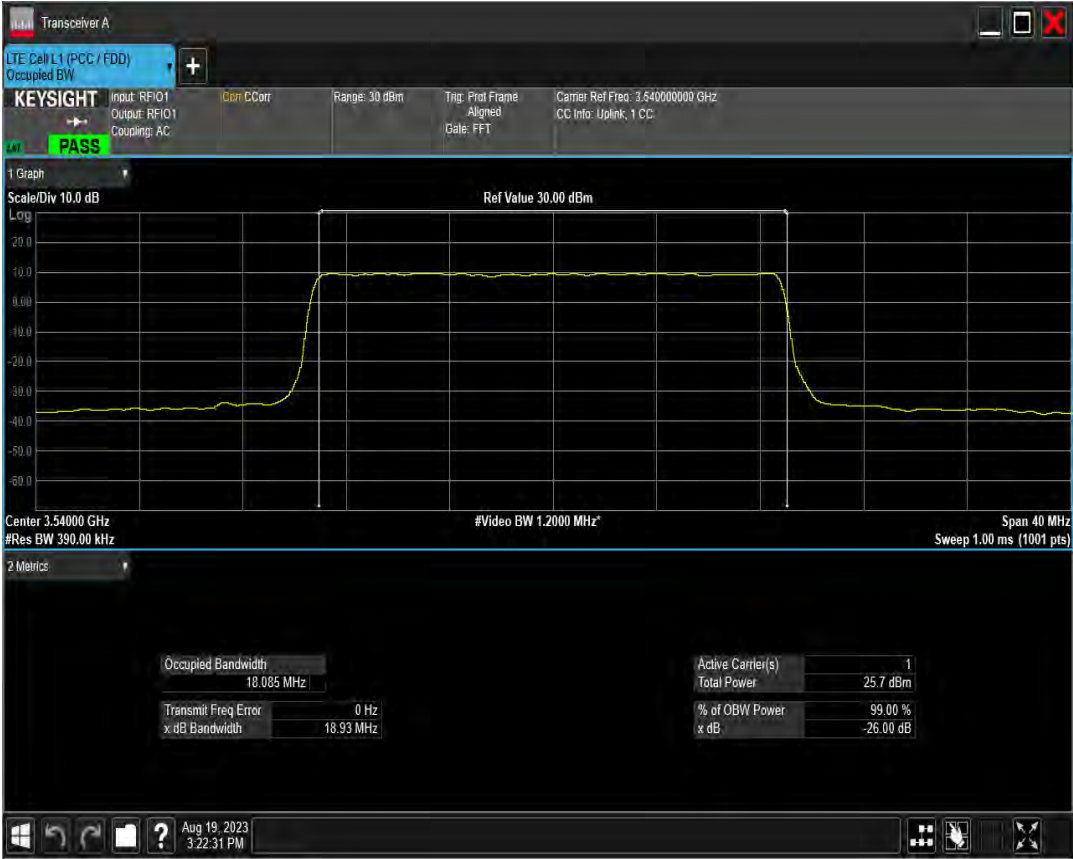 Transceiver A
LTE Cell L1 (PCC / FDD)
Occupied BW
+
KEYSIGHT
Input: RFIO1
Output: RFIO1
Coupling: AC
Corr CCorr
Range: 30 dBm
Trig: Prdt Frame
Aligned
Gate: FFT
Carrier Ref Freq: 3.540000000 GHz
CC Info: Uplink, 1 CC
PASS
1 Graph
Scale/Div 10.0 dB
Ref Value 30.00 dBm
Log
20.0
10.0
0.00
-10.0
-20.0
-30.0
-40.0
-50.0
-60.0
Center 3.54000 GHz
#Video BW 1.2000 MHz*
Span 40 MHz
#Res BW 390.00 kHz
Sweep 1.00 ms (1001 pts)
2 Metrics
Occupied Bandwidth
18.085 MHz
Transmit Freq Error 0 Hz
x dB Bandwidth 18.93 MHz
Active Carrier(s) 1
Total Power 25.7 dBm
% of OBW Power 99.00 %
x dB -26.00 dB
?
Aug 19, 2023
3:22:31 PM